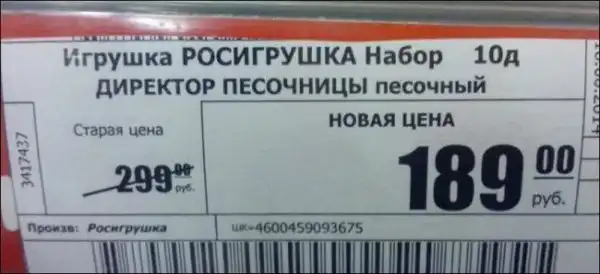 Игрушка РОСИГРУШКА Набор 10д
ДИРЕКТОР ПЕСОЧНИЦЫ песочный
Старая цена
299 00 руб.
НОВАЯ ЦЕНА
189 00 руб.
3417437
Произв: Росигрушка
шк=4600459093675